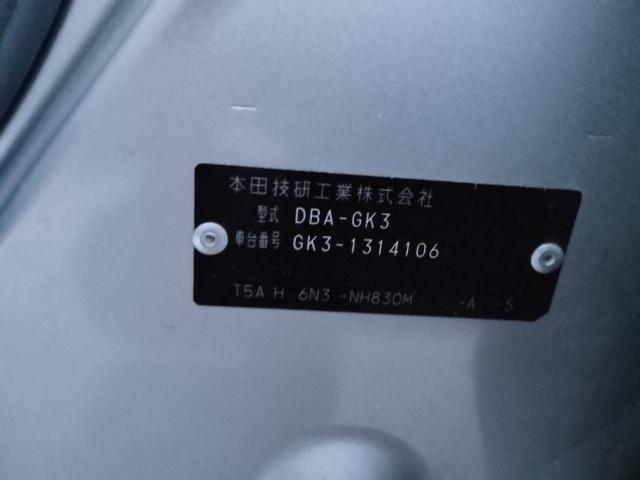 本田技研工業株式会社
型式 DBA-GK3
車台番号 GK3-1314106
T5A H 6N3 -NH830M -A -S